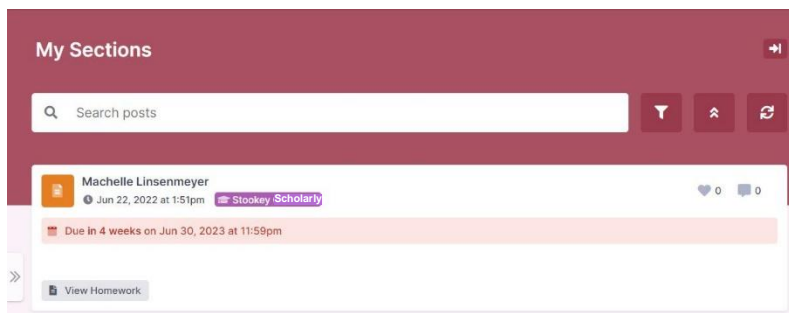 My Sections
Search posts
Machelle Linsenmeyer
Jun 22, 2022 at 1:51pm Stookey Scholarly
0 0
Due in 4 weeks on Jun 30, 2023 at 11:59pm
View Homework